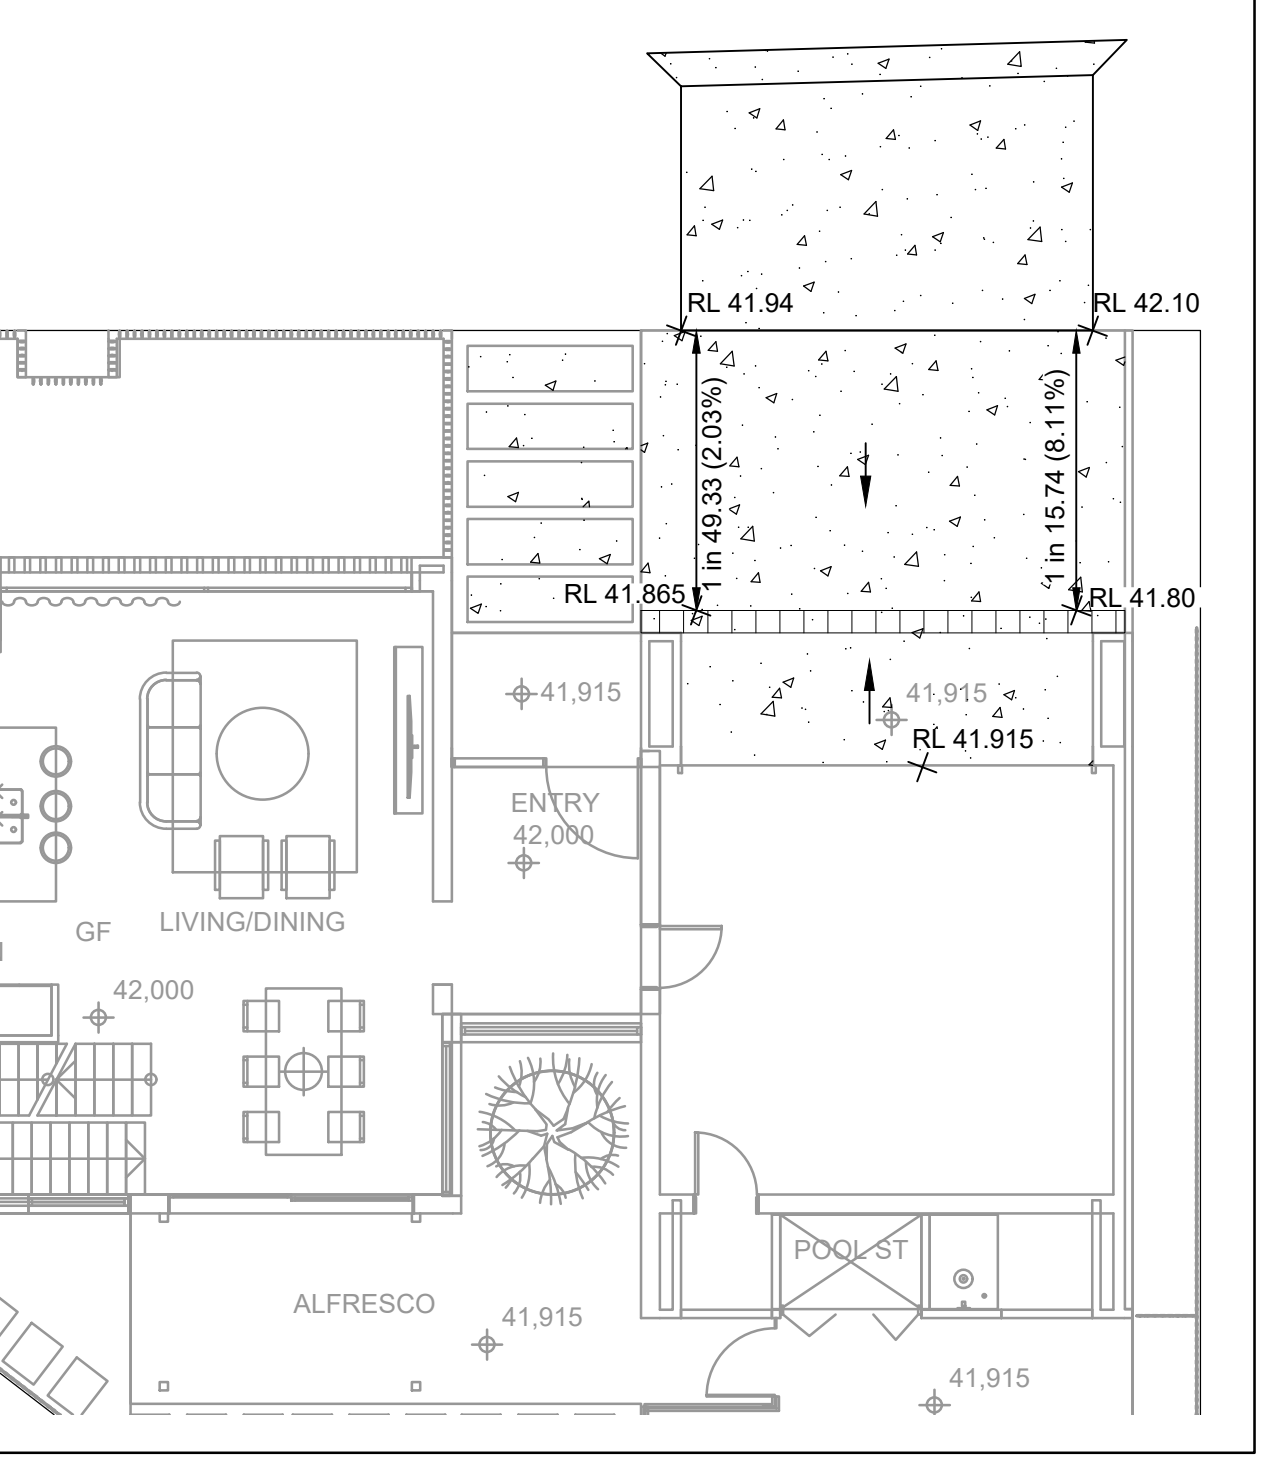 RL 41.94
RL 42.10
1 in 49.33 (2.03%)
1 in 15.74 (8.11%)
RL 41.865
RL 41.80
41,915
41,915
RL 41.915
ENTRY
42,000
GF
LIVING/DINING
42,000
POOL ST
ALFRESCO
41,915
41,915